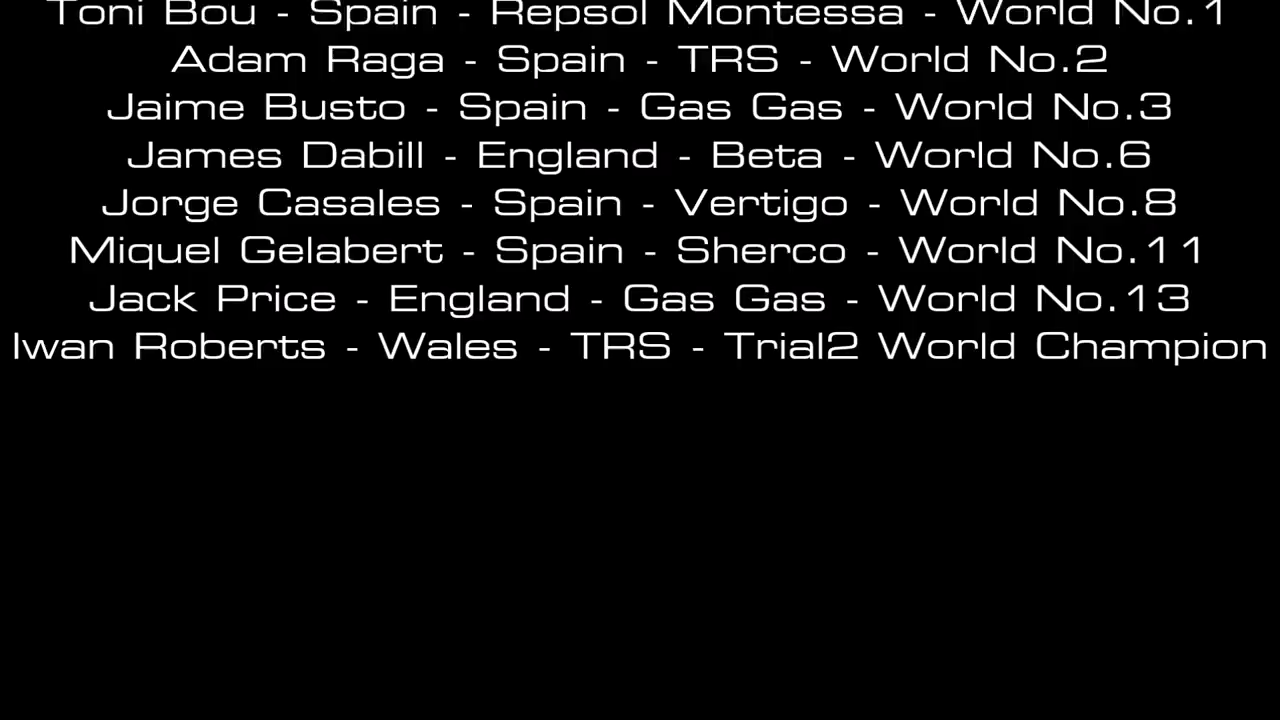 Toni Bou - Spain - Repsol Montessa - World No.1
Adam Raga - Spain - TRS - World No.2
Jaime Busto - Spain - Gas Gas - World No.3
James Dabill - England - Beta - World No.6
Jorge Casales - Spain - Vertigo - World No.8
Miquel Gelabert - Spain - Sherco - World No.11
Jack Price - England - Gas Gas - World No.13
Iwan Roberts - Wales - TRS - Trial2 World Champion